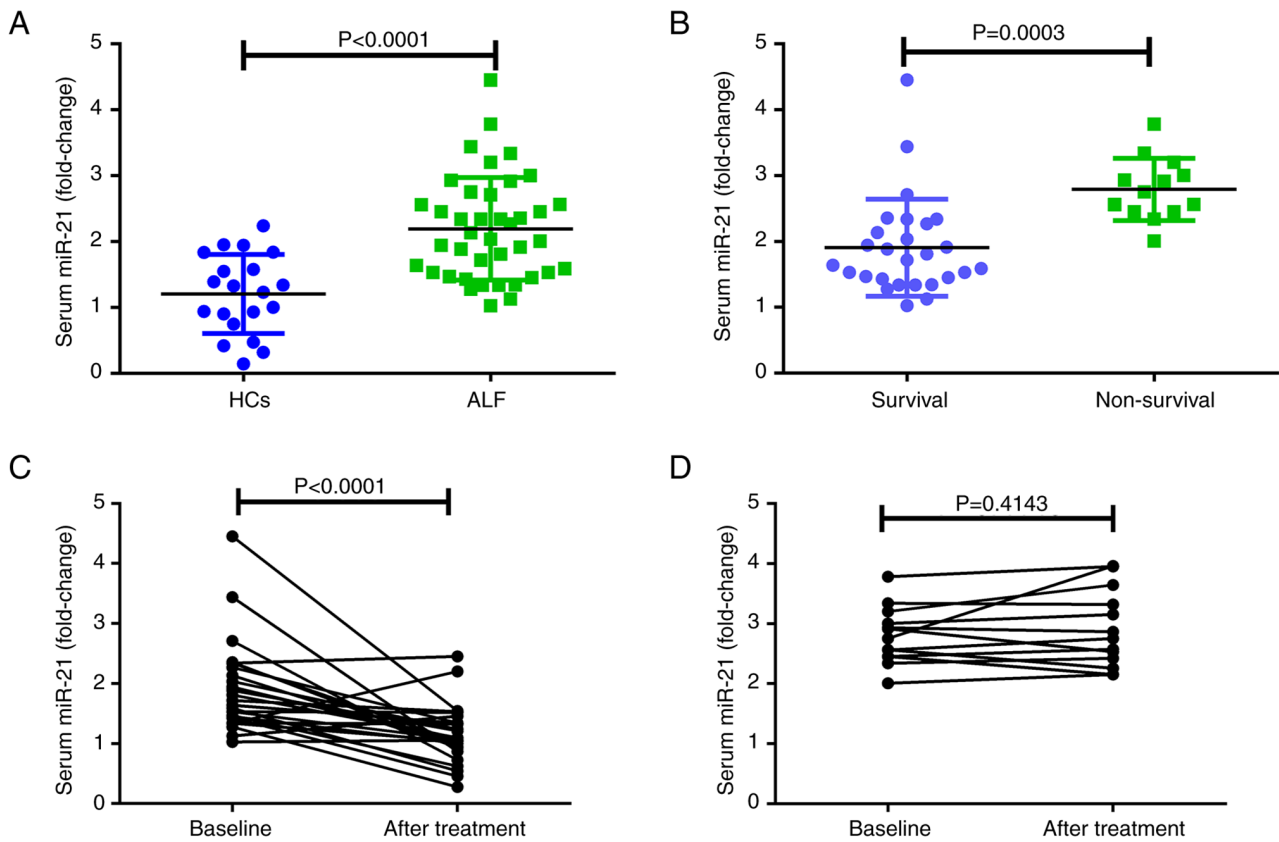 A
P<0.0001
Serum miR-21 (fold-change)
5
4
3
2
1
0
HCs ALF
B
P=0.0003
Serum miR-21 (fold-change)
5
4
3
2
1
0
Survival Non-survival
C
P<0.0001
Serum miR-21 (fold-change)
5
4
3
2
1
0
Baseline After treatment
D
P=0.4143
Serum miR-21 (fold-change)
5
4
3
2
1
0
Baseline After treatment